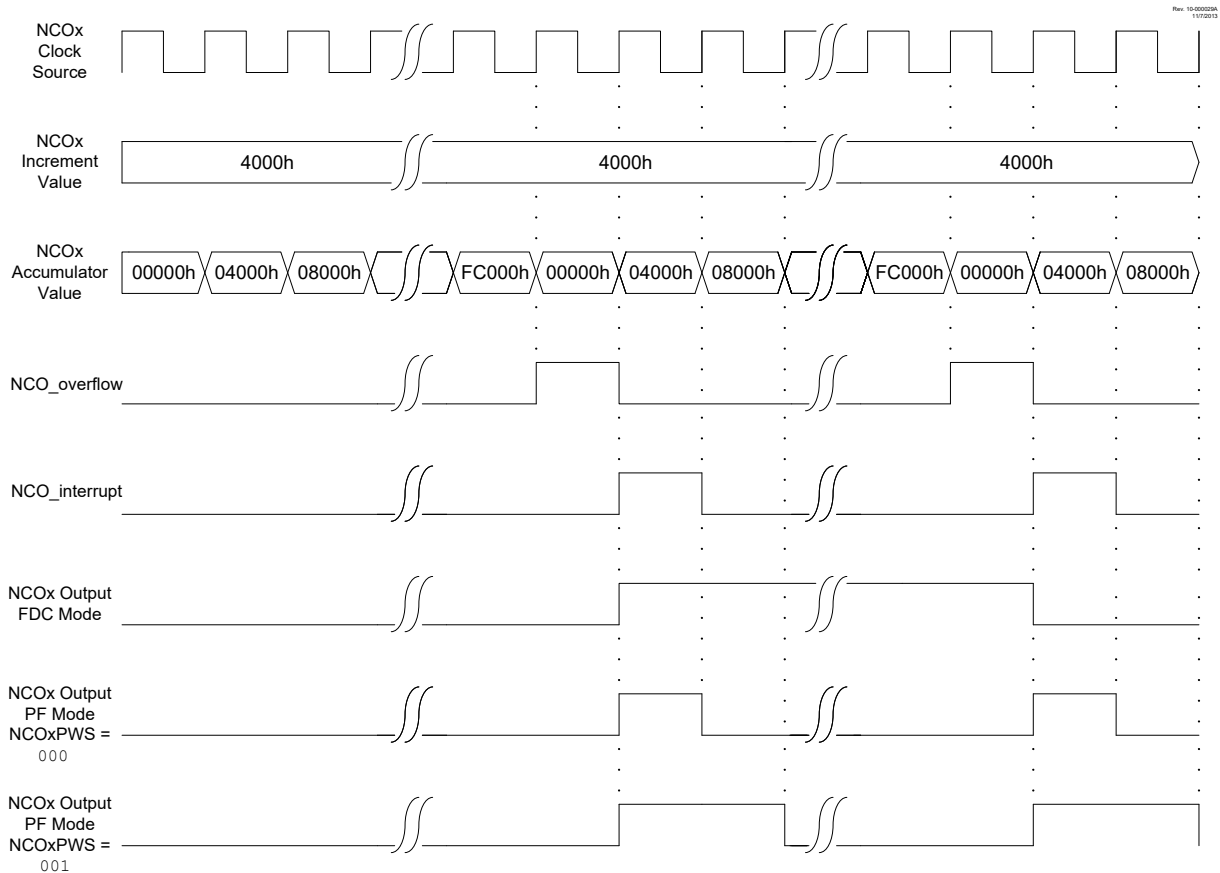 Rev. 10-000029A
11/7/2013
NCOx
Clock
Source
NCOx
Increment
Value
4000h
4000h
4000h
NCOx
Accumulator
Value
00000h 04000h 08000h FC000h 00000h 04000h 08000h FC000h 00000h 04000h 08000h
NCO_overflow
NCO_interrupt
NCOx Output
FDC Mode
NCOx Output
PF Mode
NCOxPWS =
000
NCOx Output
PF Mode
NCOxPWS =
001